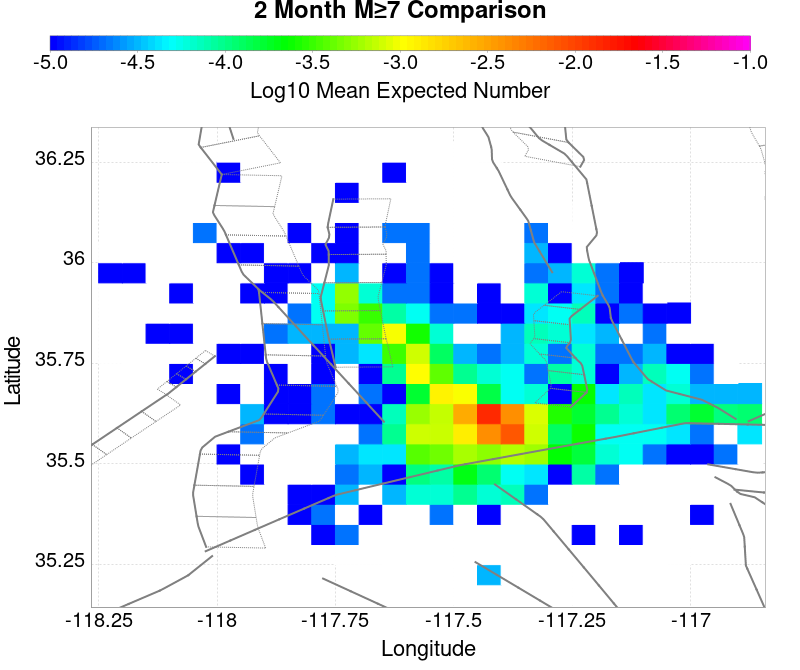 2 Month M≥7 Comparison
-5.0 -4.5 -4.0 -3.5 -3.0 -2.5 -2.0 -1.5 -1.0
Log10 Mean Expected Number
36.25
36
35.75
35.5
35.25
Latitude
-118.25 -118 -117.75 -117.5 -117.25 -117
Longitude